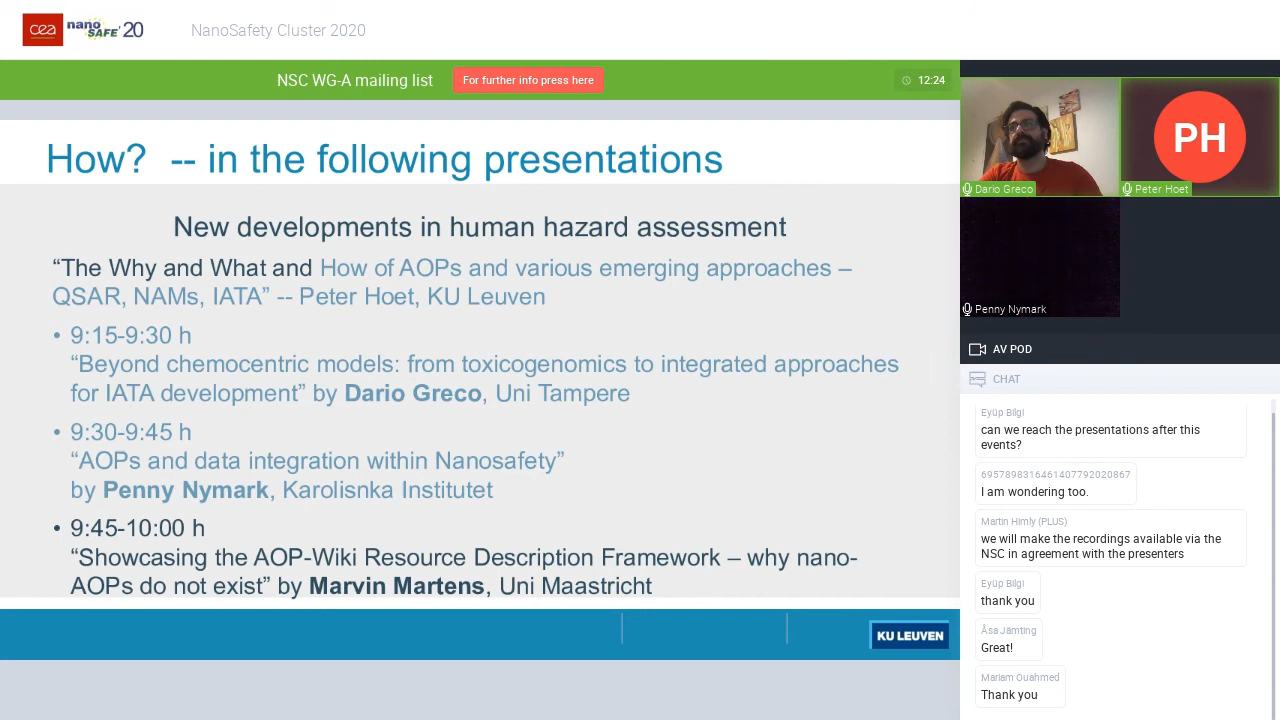 cea nano SAFE' 20
NanoSafety Cluster 2020
NSC WG-A mailing list
For further info press here
12:24
How? -- in the following presentations
New developments in human hazard assessment
“The Why and What and How of AOPs and various emerging approaches –
QSAR, NAMs, IATA” -- Peter Hoet, KU Leuven
• 9:15-9:30 h
“Beyond chemocentric models: from toxicogenomics to integrated approaches
for IATA development” by Dario Greco, Uni Tampere
• 9:30-9:45 h
“AOPs and data integration within Nanosafety”
by Penny Nymark, Karolisnka Institutet
• 9:45-10:00 h
“Showcasing the AOP-Wiki Resource Description Framework – why nano-
AOPs do not exist” by Marvin Martens, Uni Maastricht
KU LEUVEN
PH
Dario Greco
Peter Hoet
Penny Nymark
AV POD
CHAT
Eyüp Bilgi
can we reach the presentations after this
events?
6957898316461407792020867
I am wondering too.
Martin Himly (PLUS)
we will make the recordings available via the
NSC in agreement with the presenters
Eyüp Bilgi
thank you
Åsa Jämting
Great!
Mariam Ouahmed
Thank you